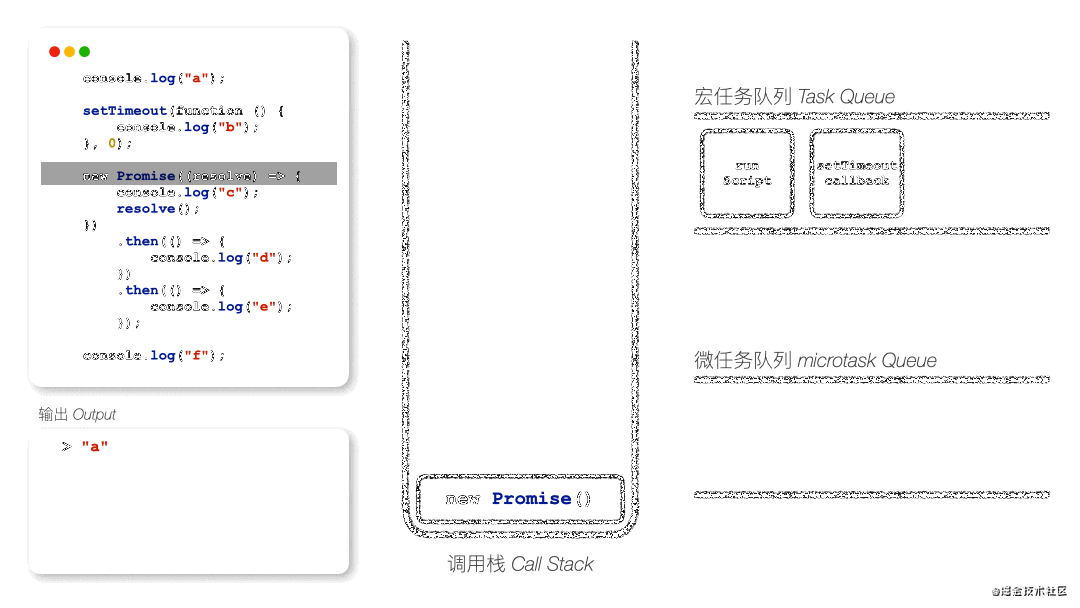 console.log("a");
setTimeout(function () {
console.log("b");
}, 0);
new Promise((resolve) => {
console.log("c");
resolve();
})
.then(() => {
console.log("d");
})
.then(() => {
console.log("e");
});
console.log("f");
输出 Output
> "a"
new Promise()
调用栈 Call Stack
宏任务队列 Task Queue
run
Script
setTimeout
callback
微任务队列 microtask Queue
@掘金技术社区